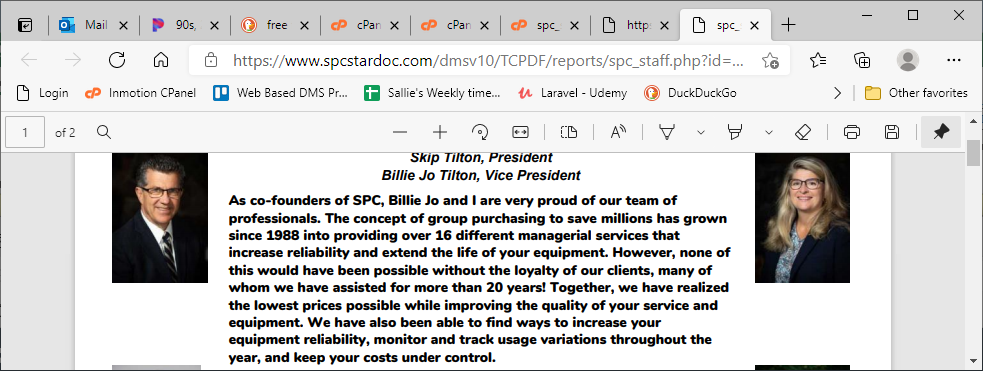 Mail
90s,
free
cPan
cPan
spc_
http
spc_
https://www.spcstardoc.com/dmsv10/TCPDF/reports/spc_staff.php?id=...
Login
Inmotion CPanel
Web Based DMS Pr...
Sallie's Weekly time...
Laravel - Udemy
DuckDuckGo
Other favorites
1 of 2
Skip Tilton, President
Billie Jo Tilton, Vice President
As co-founders of SPC, Billie Jo and I are very proud of our team of
professionals. The concept of group purchasing to save millions has grown
since 1988 into providing over 16 different managerial services that
increase reliability and extend the life of your equipment. However, none of
this would have been possible without the loyalty of our clients, many of
whom we have assisted for more than 20 years! Together, we have realized
the lowest prices possible while improving the quality of your service and
equipment. We have also been able to find ways to increase your
equipment reliability, monitor and track usage variations throughout the
year, and keep your costs under control.